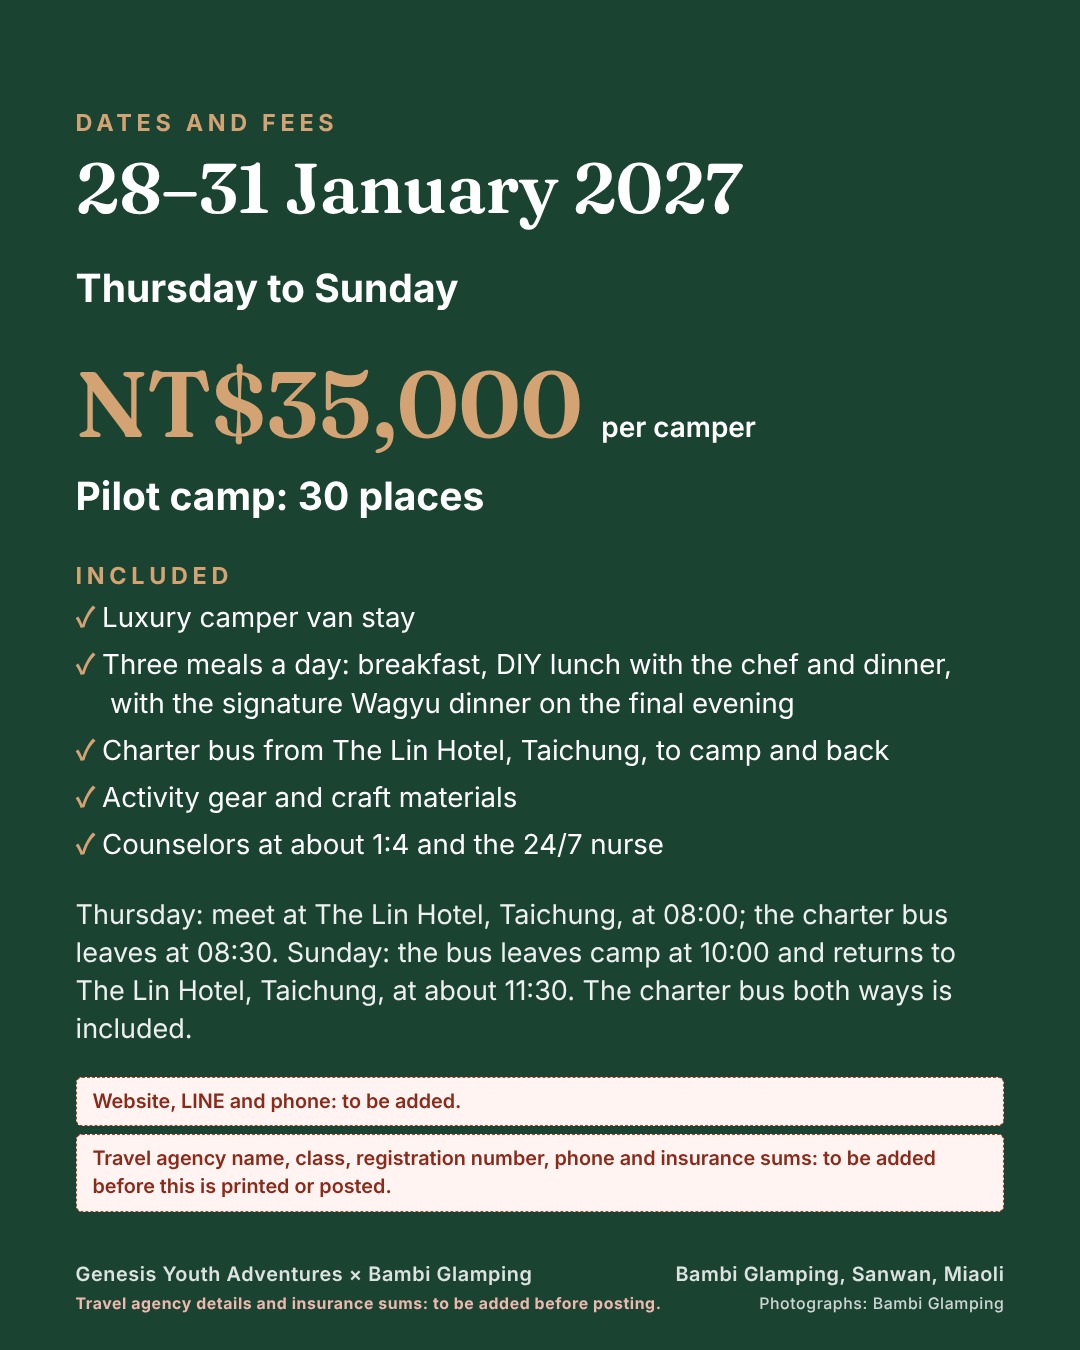 DATES AND FEES
28–31 January 2027
Thursday to Sunday
NT$35,000 per camper
Pilot camp: 30 places
INCLUDED
✓ Luxury camper van stay
✓ Three meals a day: breakfast, DIY lunch with the chef and dinner,
with the signature Wagyu dinner on the final evening
✓ Charter bus from The Lin Hotel, Taichung, to camp and back
✓ Activity gear and craft materials
✓ Counselors at about 1:4 and the 24/7 nurse
Thursday: meet at The Lin Hotel, Taichung, at 08:00; the charter bus
leaves at 08:30. Sunday: the bus leaves camp at 10:00 and returns to
The Lin Hotel, Taichung, at about 11:30. The charter bus both ways is
included.
Website, LINE and phone: to be added.
Travel agency name, class, registration number, phone and insurance sums: to be added
before this is printed or posted.
Genesis Youth Adventures × Bambi Glamping
Travel agency details and insurance sums: to be added before posting.
Bambi Glamping, Sanwan, Miaoli
Photographs: Bambi Glamping